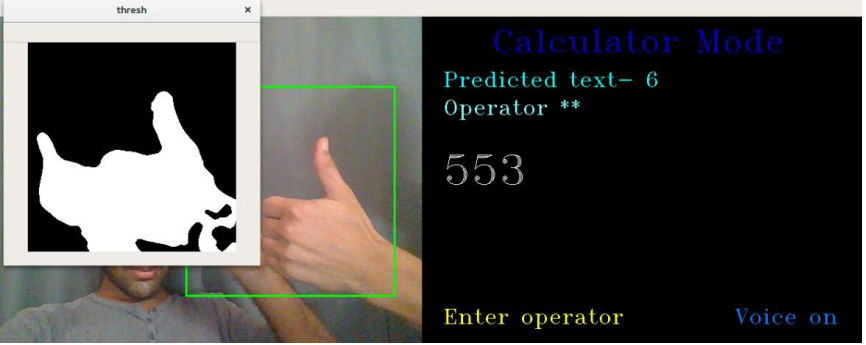 thresh ×
Calculator Mode
Predicted text- 6
Operator **
553
Enter operator
Voice on